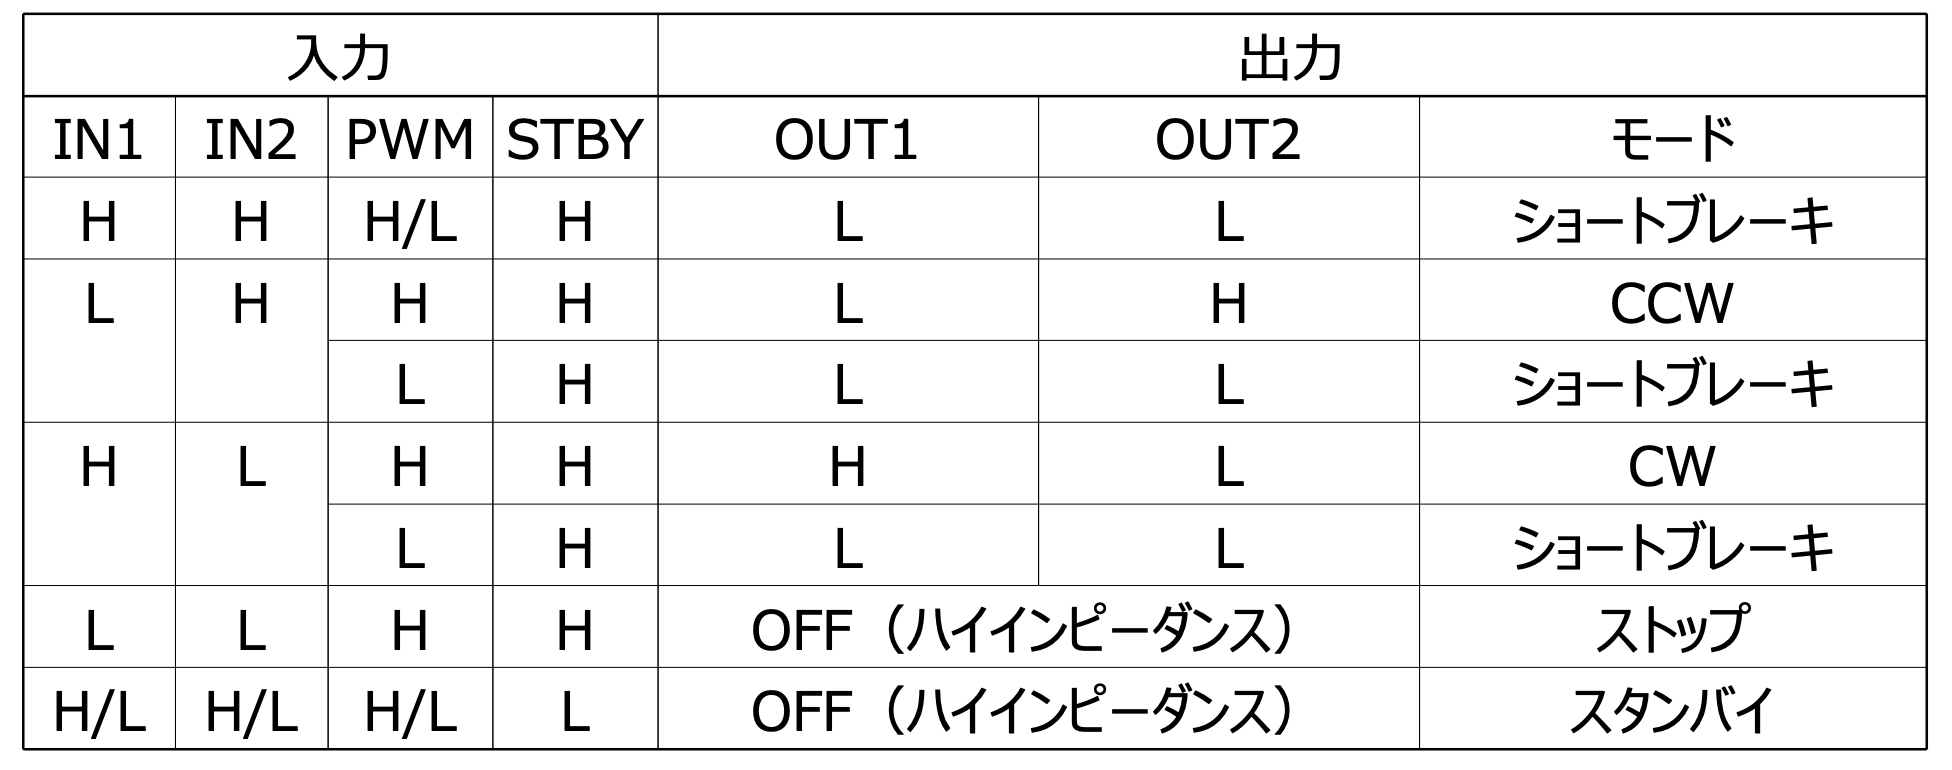 入力 出力
IN1 IN2 PWM STBY OUT1 OUT2 モード
H H H/L H L L ショートブレーキ
L H H H L H CCW
L H L L ショートブレーキ
H L H H H L CW
L H L L ショートブレーキ
L L H H OFF（ハイインピーダンス） ストップ
H/L H/L H/L L OFF（ハイインピーダンス） スタンバイ